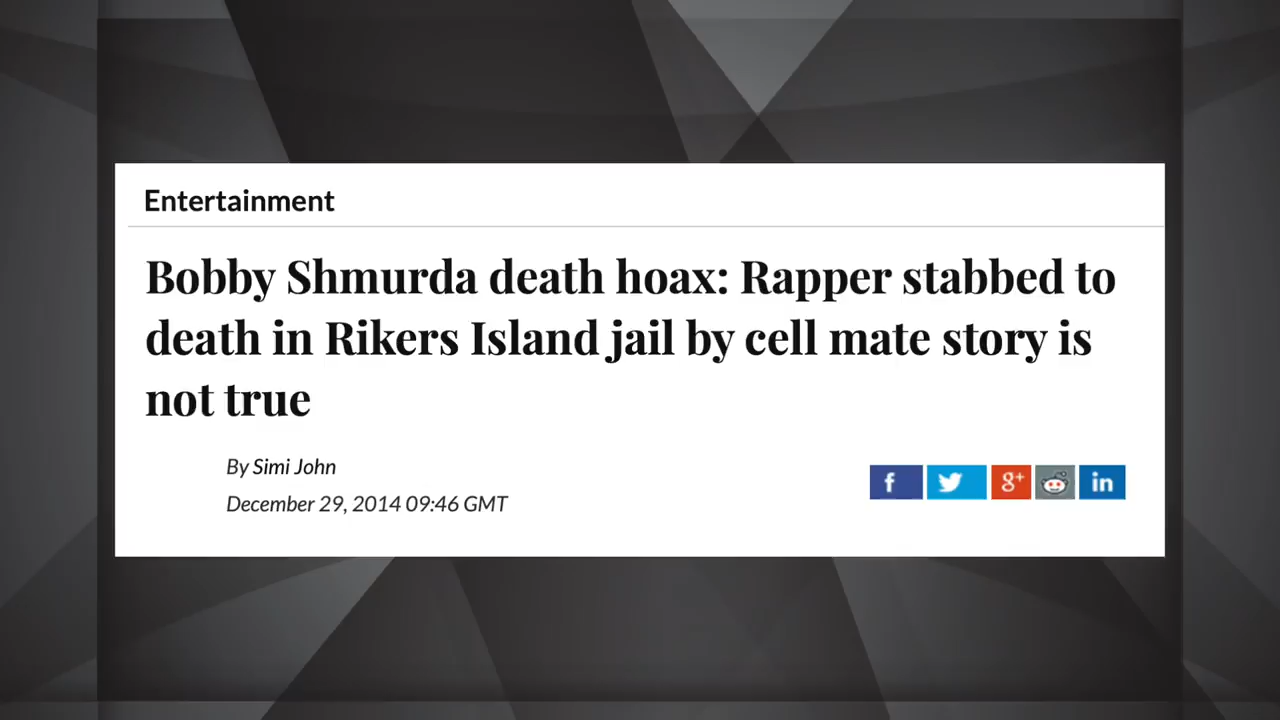 Entertainment
Bobby Shmurda death hoax: Rapper stabbed to
death in Rikers Island jail by cell mate story is
not true
By Simi John
December 29, 2014 09:46 GMT
f
g+
in